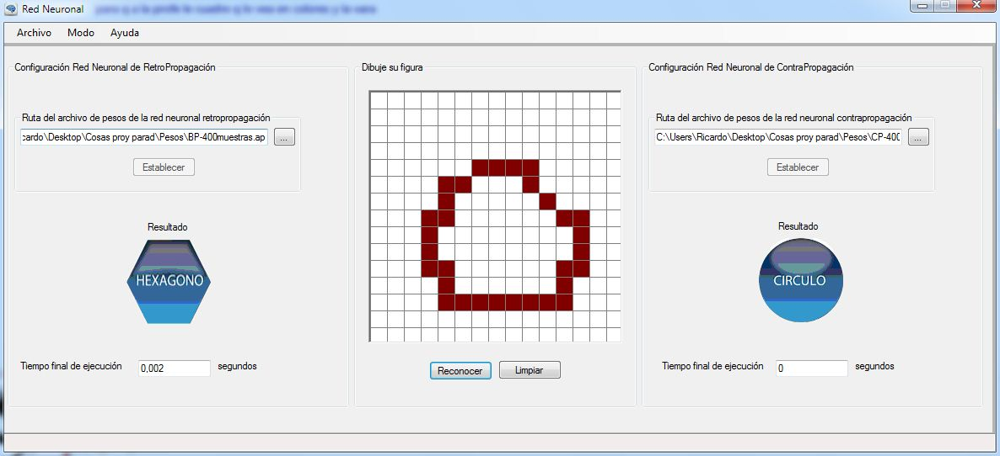 Red Neuronal
Archivo Modo Ayuda
Configuración Red Neuronal de RetroPropagación
Ruta del archivo de pesos de la red neuronal retropropagación
cardo\Desktop\Cosas proy parad\Pesos\BP-400muestras.ap
...
Establecer
Resultado
HEXAGONO
Tiempo final de ejecución 0,002 segundos
Dibuje su figura
Reconocer Limpiar
Configuración Red Neuronal de ContraPropagación
Ruta del archivo de pesos de la red neuronal contrapropagación
C:\Users\Ricardo\Desktop\Cosas proy parad\Pesos\CP-400
...
Establecer
Resultado
CIRCULO
Tiempo final de ejecución 0 segundos